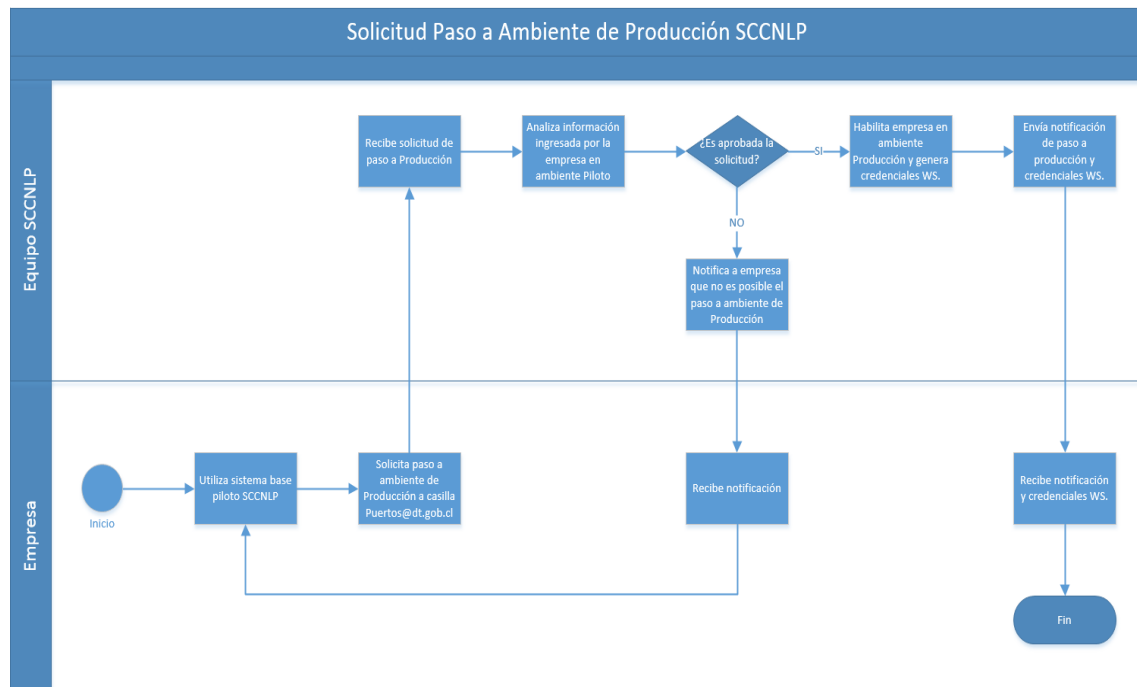 Solicitud Paso a Ambiente de Producción SCCNLP
Equipo SCCNLP
Recibe solicitud de
paso a Producción
Analiza información
ingresada por la
empresa en
ambiente Piloto
¿Es aprobada la
solicitud?
SI
Habilita empresa en
ambiente
Producción y genera
credenciales WS.
Envía notificación
de paso a
producción y
credenciales WS.
NO
Notifica a empresa
que no es posible el
paso a ambiente de
Producción
Empresa
Inicio
Utiliza sistema base
piloto SCCNLP
Solicita paso a
ambiente de
Producción a casilla
Puertos@dt.gob.cl
Recibe notificación
Recibe notificación
y credenciales WS.
Fin